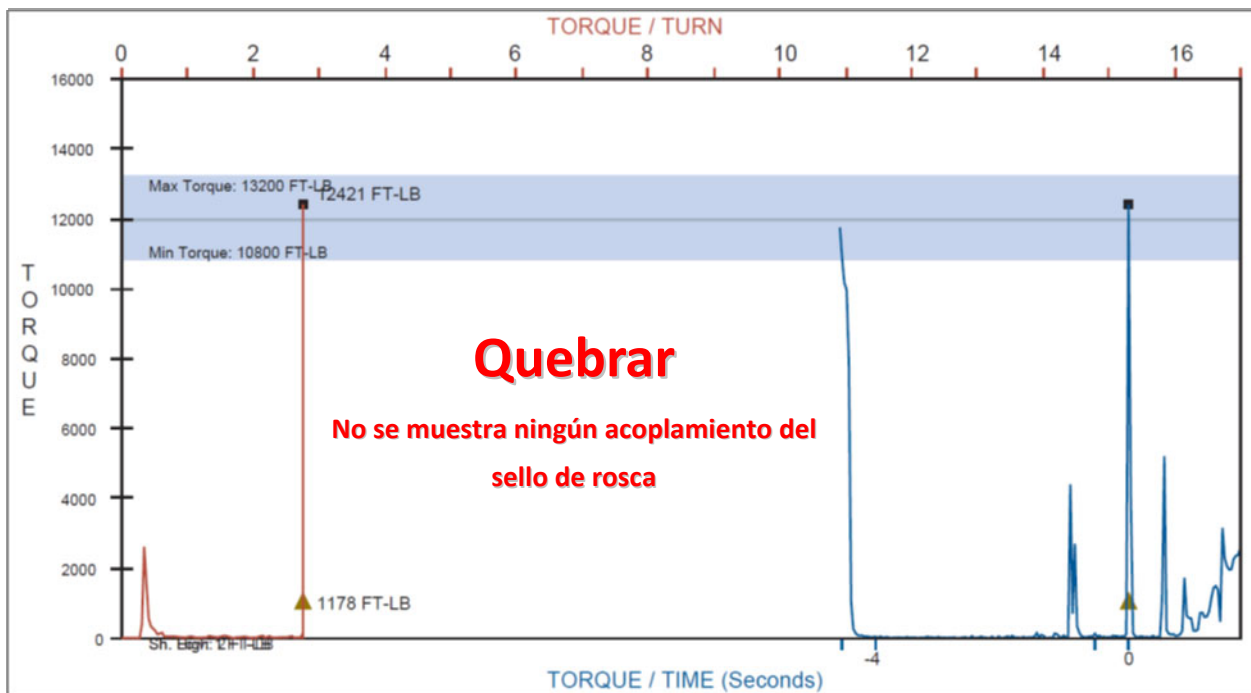 TORQUE / TURN
0 2 4 6 8 10 12 14 16
16000
14000
Max Torque: 13200 FT-LB
12421 FT-LB
12000
Min Torque: 10800 FT-LB
TORQUE
10000
8000
Quebrar
6000
No se muestra ningún acoplamiento del
sello de rosca
4000
2000
1178 FT-LB
0
-4 0
TORQUE / TIME (Seconds)